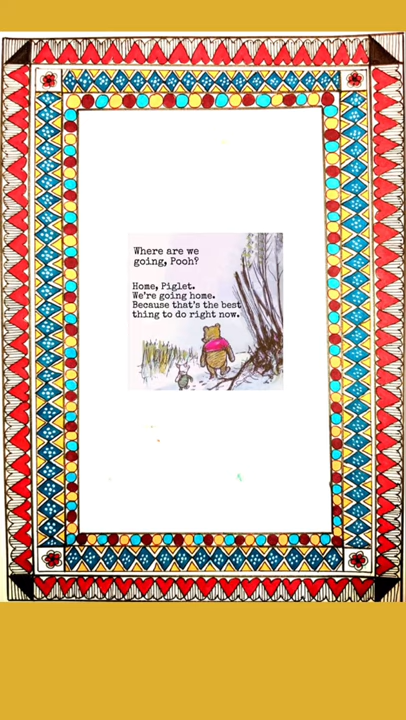 Where are we
going, Pooh?
Home, Piglet.
We're going home.
Because that's the best
thing to do right now.